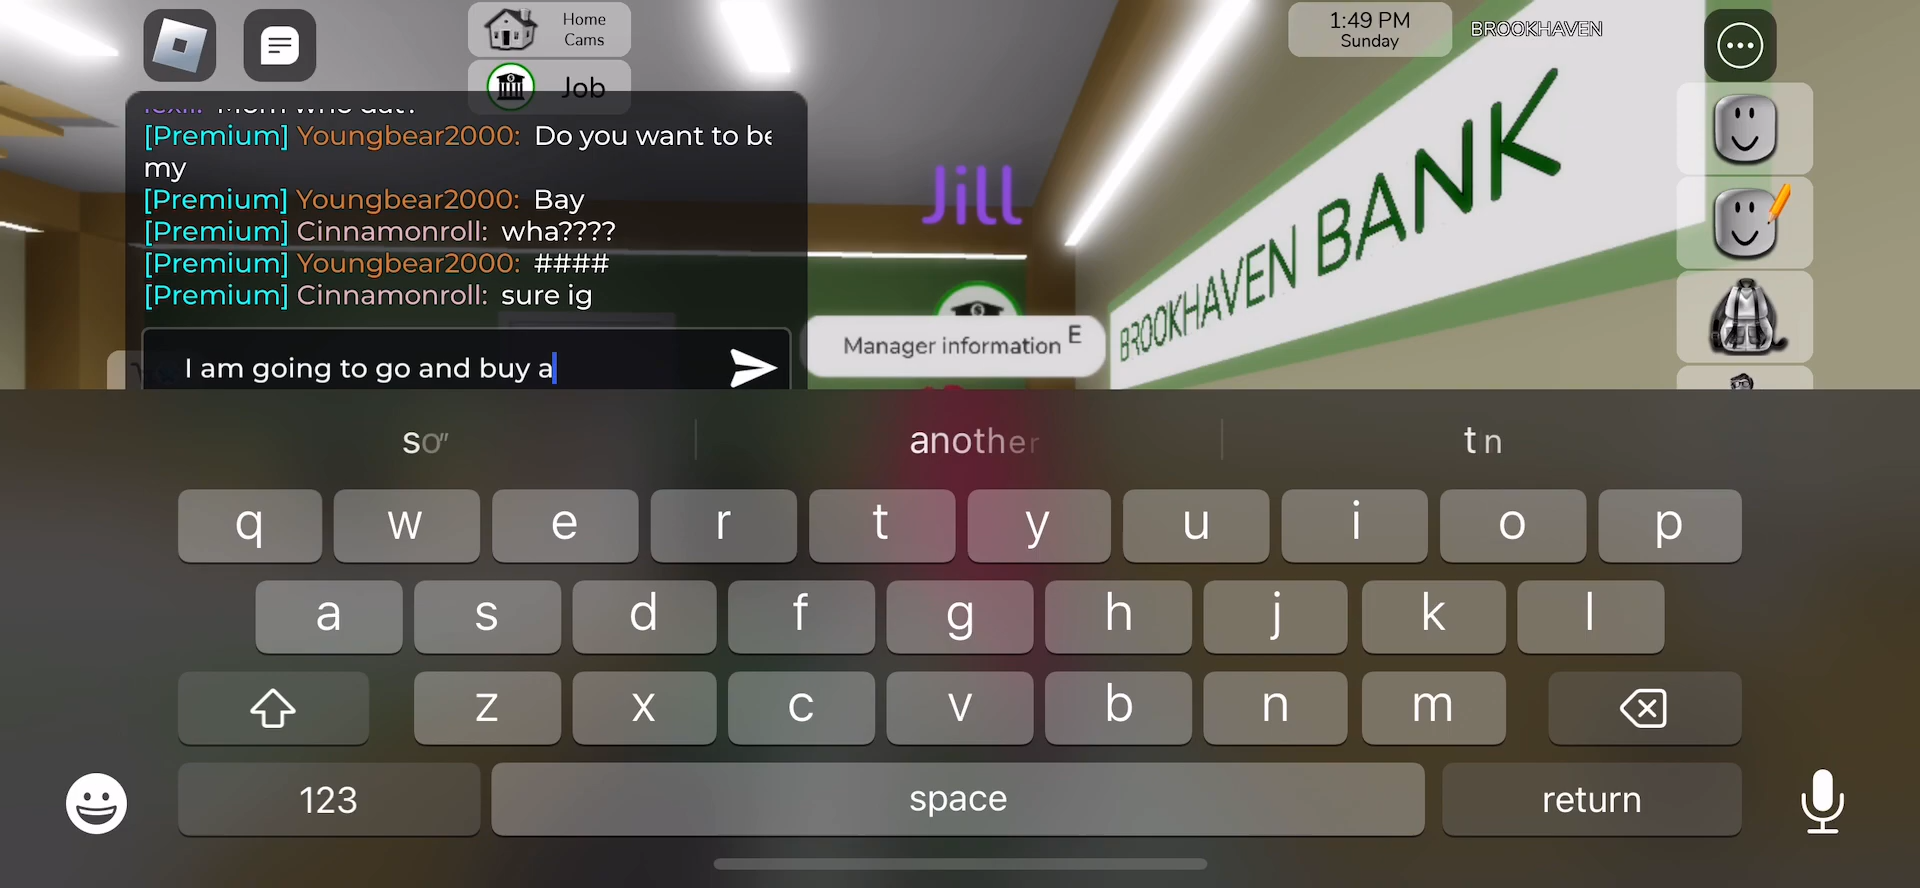 Home
Cams
Job
1:49 PM
Sunday
BROOKHAVEN
[Premium] Youngbear2000: Do you want to be
my
[Premium] Youngbear2000: Bay
[Premium] Cinnamonroll: wha????
[Premium] Youngbear2000: ####
[Premium] Cinnamonroll: sure ig
I am going to go and buy a
Jill
BROOKHAVEN BANK
Manager information E
another
q w e r t y u i o p
a s d f g h j k l
z x c v b n m
123 space return